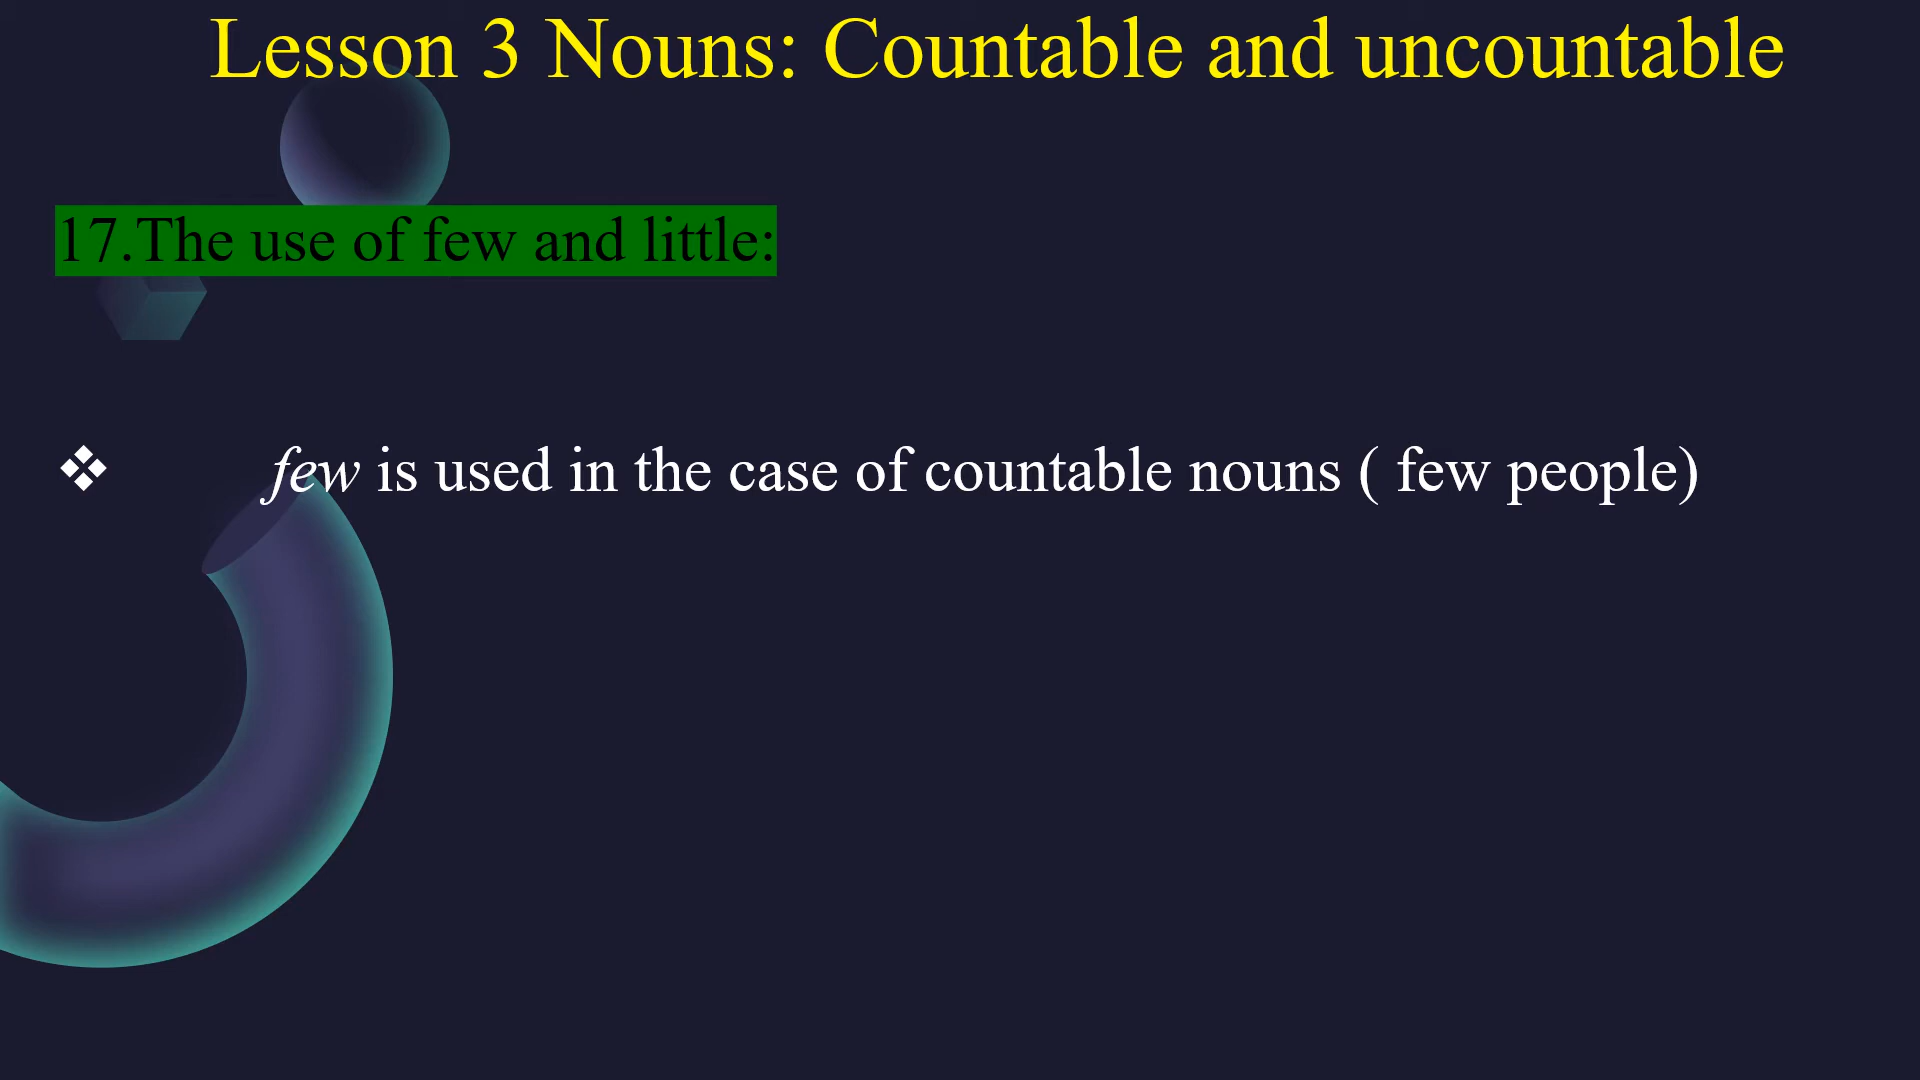 Lesson 3 Nouns: Countable and uncountable
17.The use of few and little:
❖ few is used in the case of countable nouns ( few people)